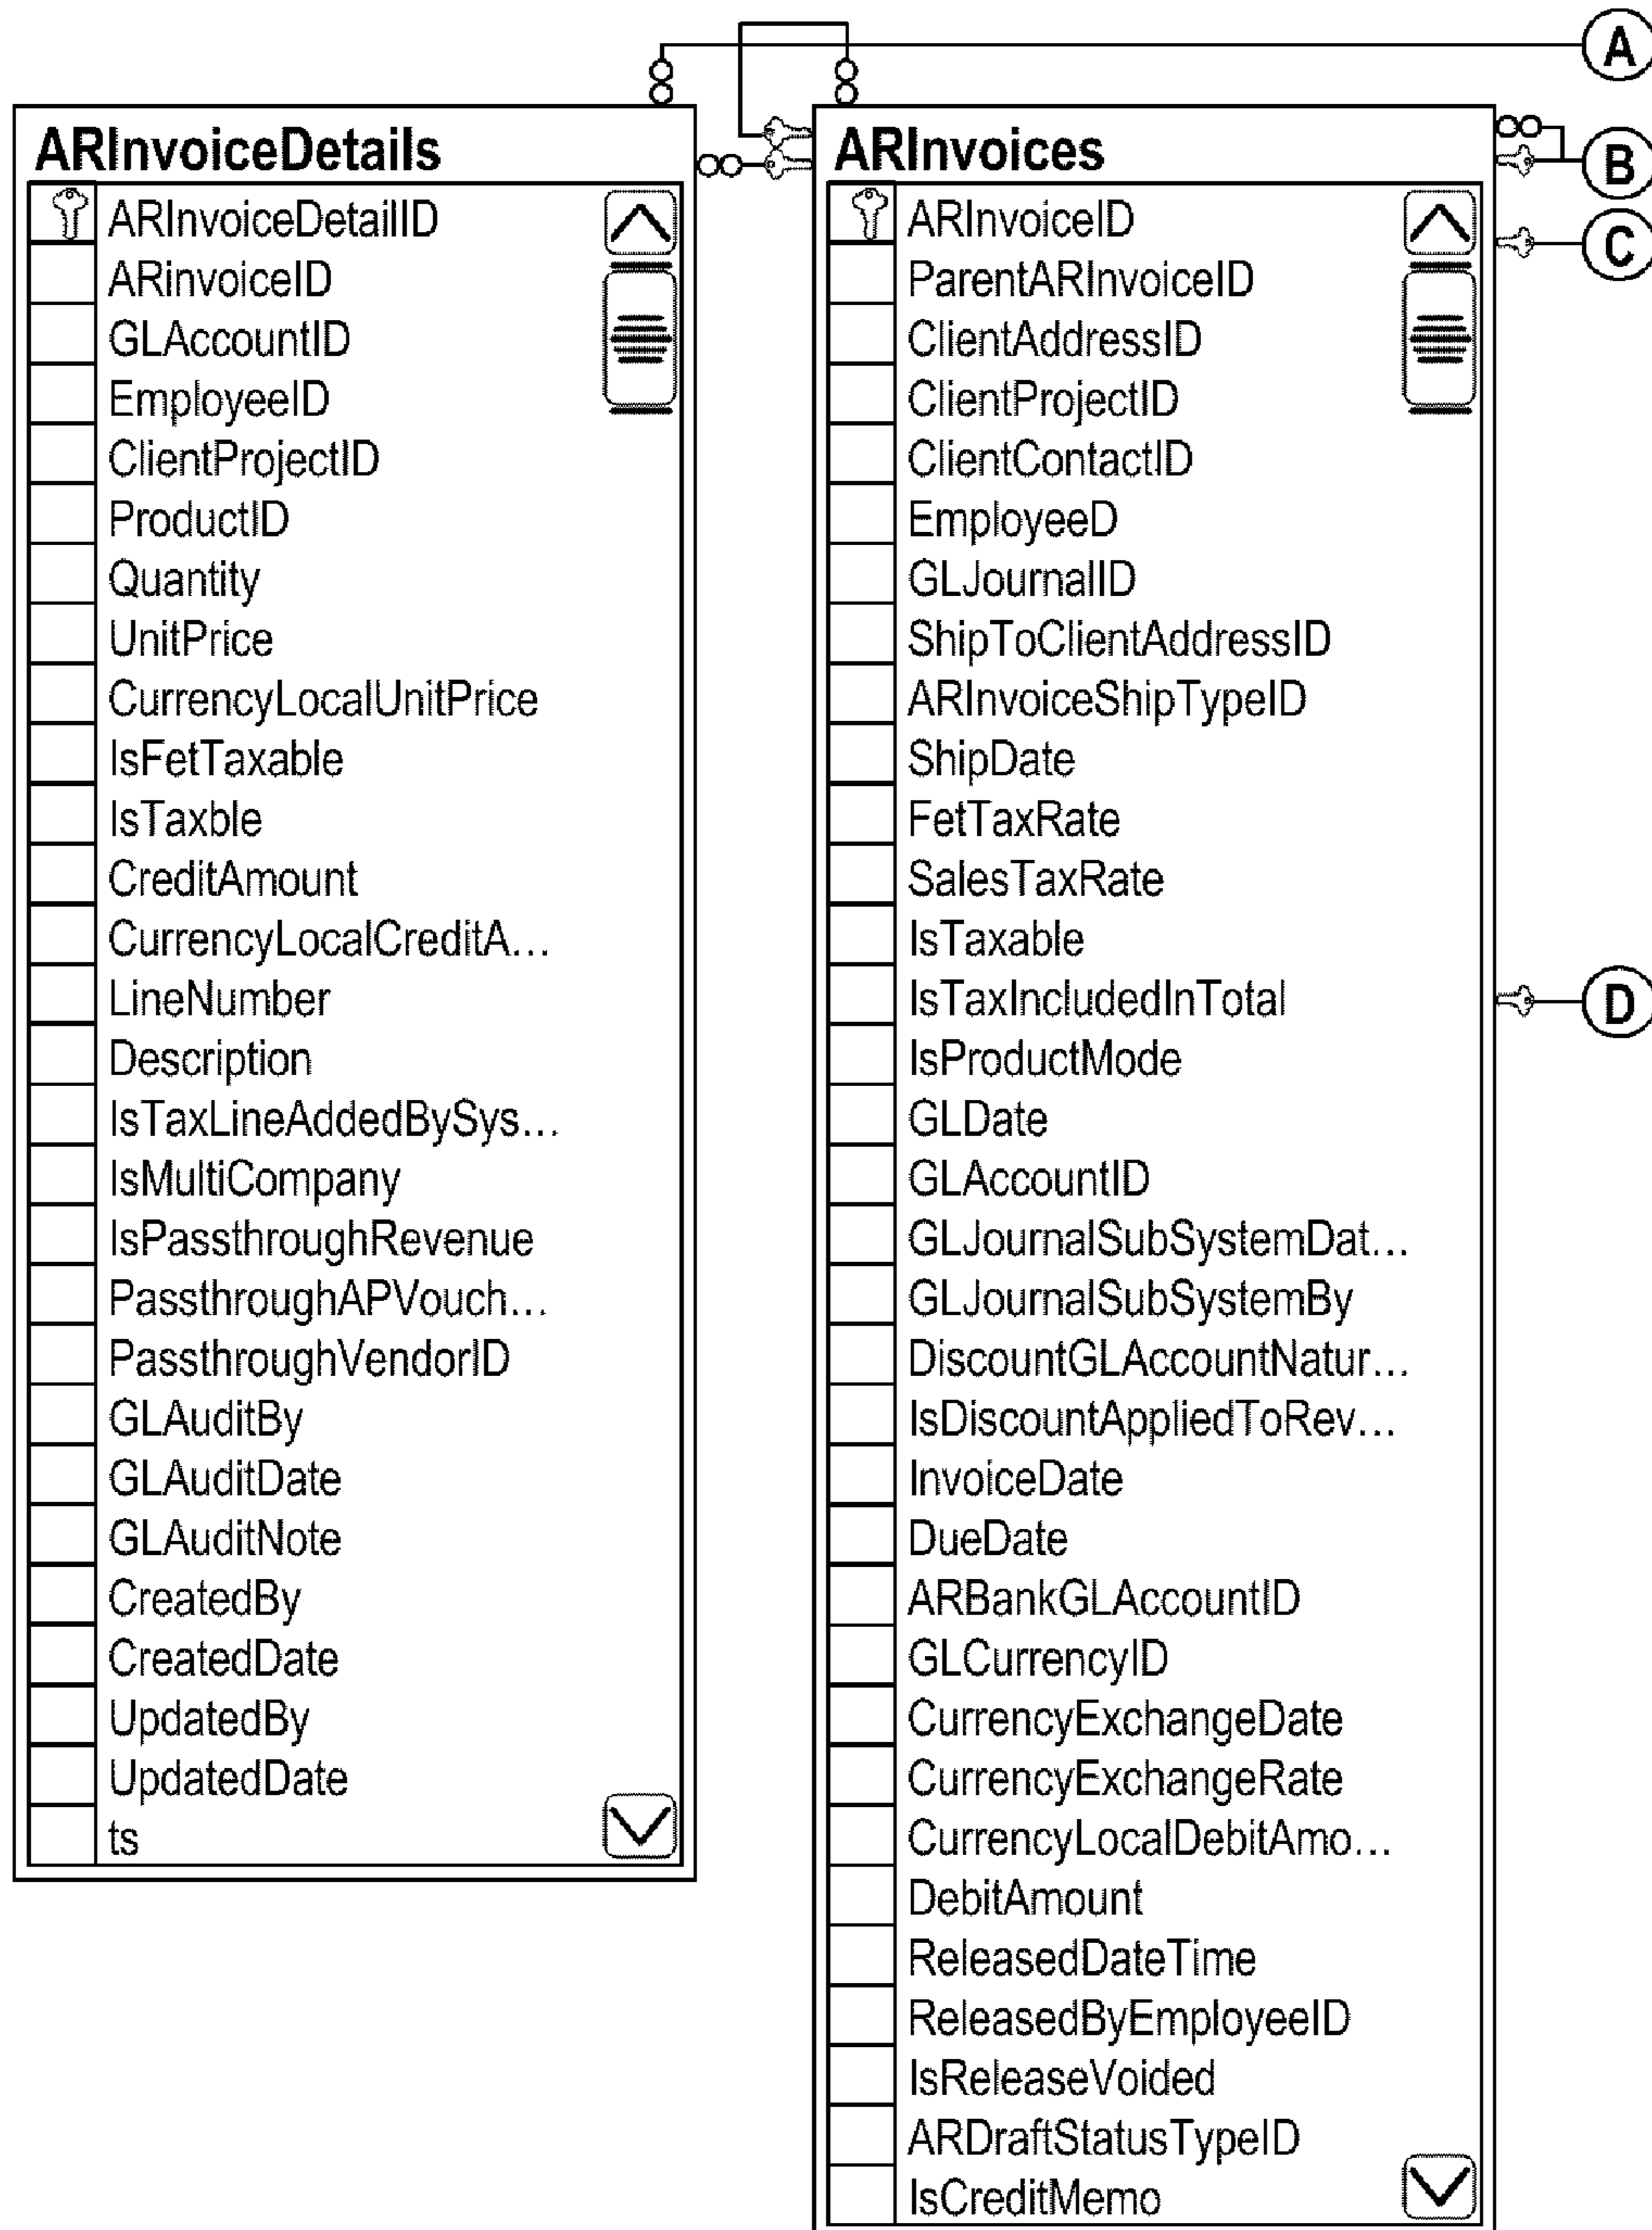 A
ARInvoiceDetails
ARInvoiceDetailID
ARinvoiceID
GLAccountID
EmployeeID
ClientProjectID
ProductID
Quantity
UnitPrice
CurrencyLocalUnitPrice
IsFetTaxable
IsTaxble
CreditAmount
CurrencyLocalCreditA...
LineNumber
Description
IsTaxLineAddedBySys...
IsMultiCompany
IsPassthroughRevenue
PassthroughAPVouch...
PassthroughVendorID
GLAuditBy
GLAuditDate
GLAuditNote
CreatedBy
CreatedDate
UpdatedBy
UpdatedDate
ts
ARInvoices
ARInvoiceID
ParentARInvoiceID
ClientAddressID
ClientProjectID
ClientContactID
EmployeeD
GLJournalID
ShipToClientAddressID
ARInvoiceShipTypeID
ShipDate
FetTaxRate
SalesTaxRate
IsTaxable
IsTaxIncludedInTotal
IsProductMode
GLDate
GLAccountID
GLJournalSubSystemDat...
GLJournalSubSystemBy
DiscountGLAccountNatur...
IsDiscountAppliedToRev...
InvoiceDate
DueDate
ARBankGLAccountID
GLCurrencyID
CurrencyExchangeDate
CurrencyExchangeRate
CurrencyLocalDebitAmo...
DebitAmount
ReleasedDateTime
ReleasedByEmployeeID
IsReleaseVoided
ARDraftStatusTypeID
IsCreditMemo
B
C
D